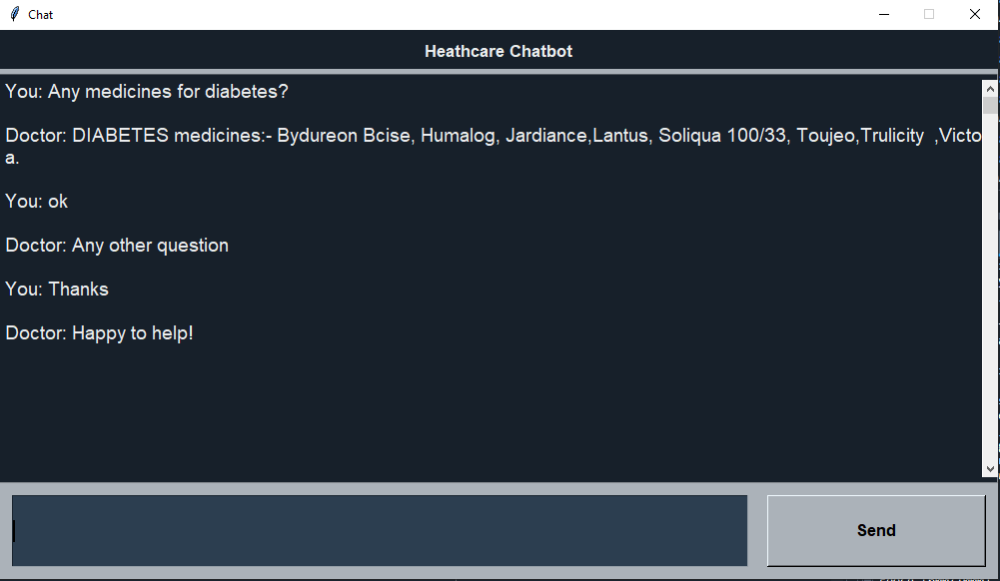 Chat
Heathcare Chatbot
You: Any medicines for diabetes?
Doctor: DIABETES medicines:- Bydureon Bcise, Humalog, Jardiance,Lantus, Soliqua 100/33, Toujeo,Trulicity  ,Victo
a.
You: ok
Doctor: Any other question
You: Thanks
Doctor: Happy to help!
Send